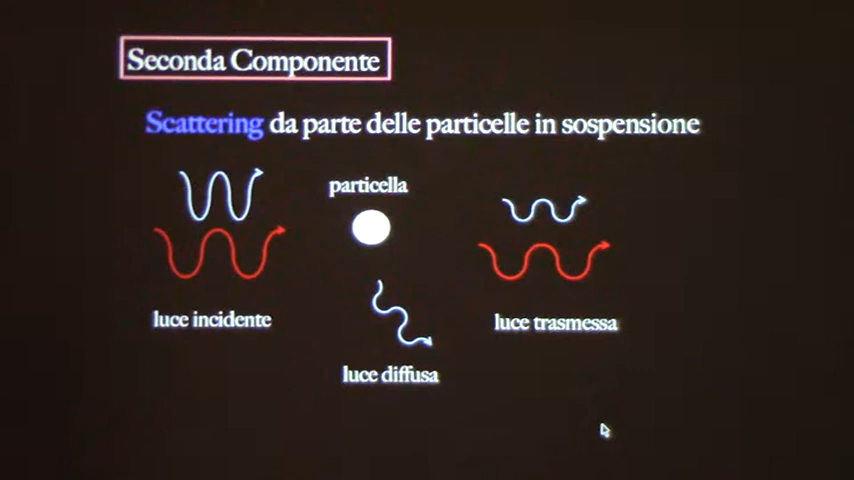 Seconda Componente
Scattering da parte delle particelle in sospensione
particella
luce incidente
luce trasmessa
luce diffusa